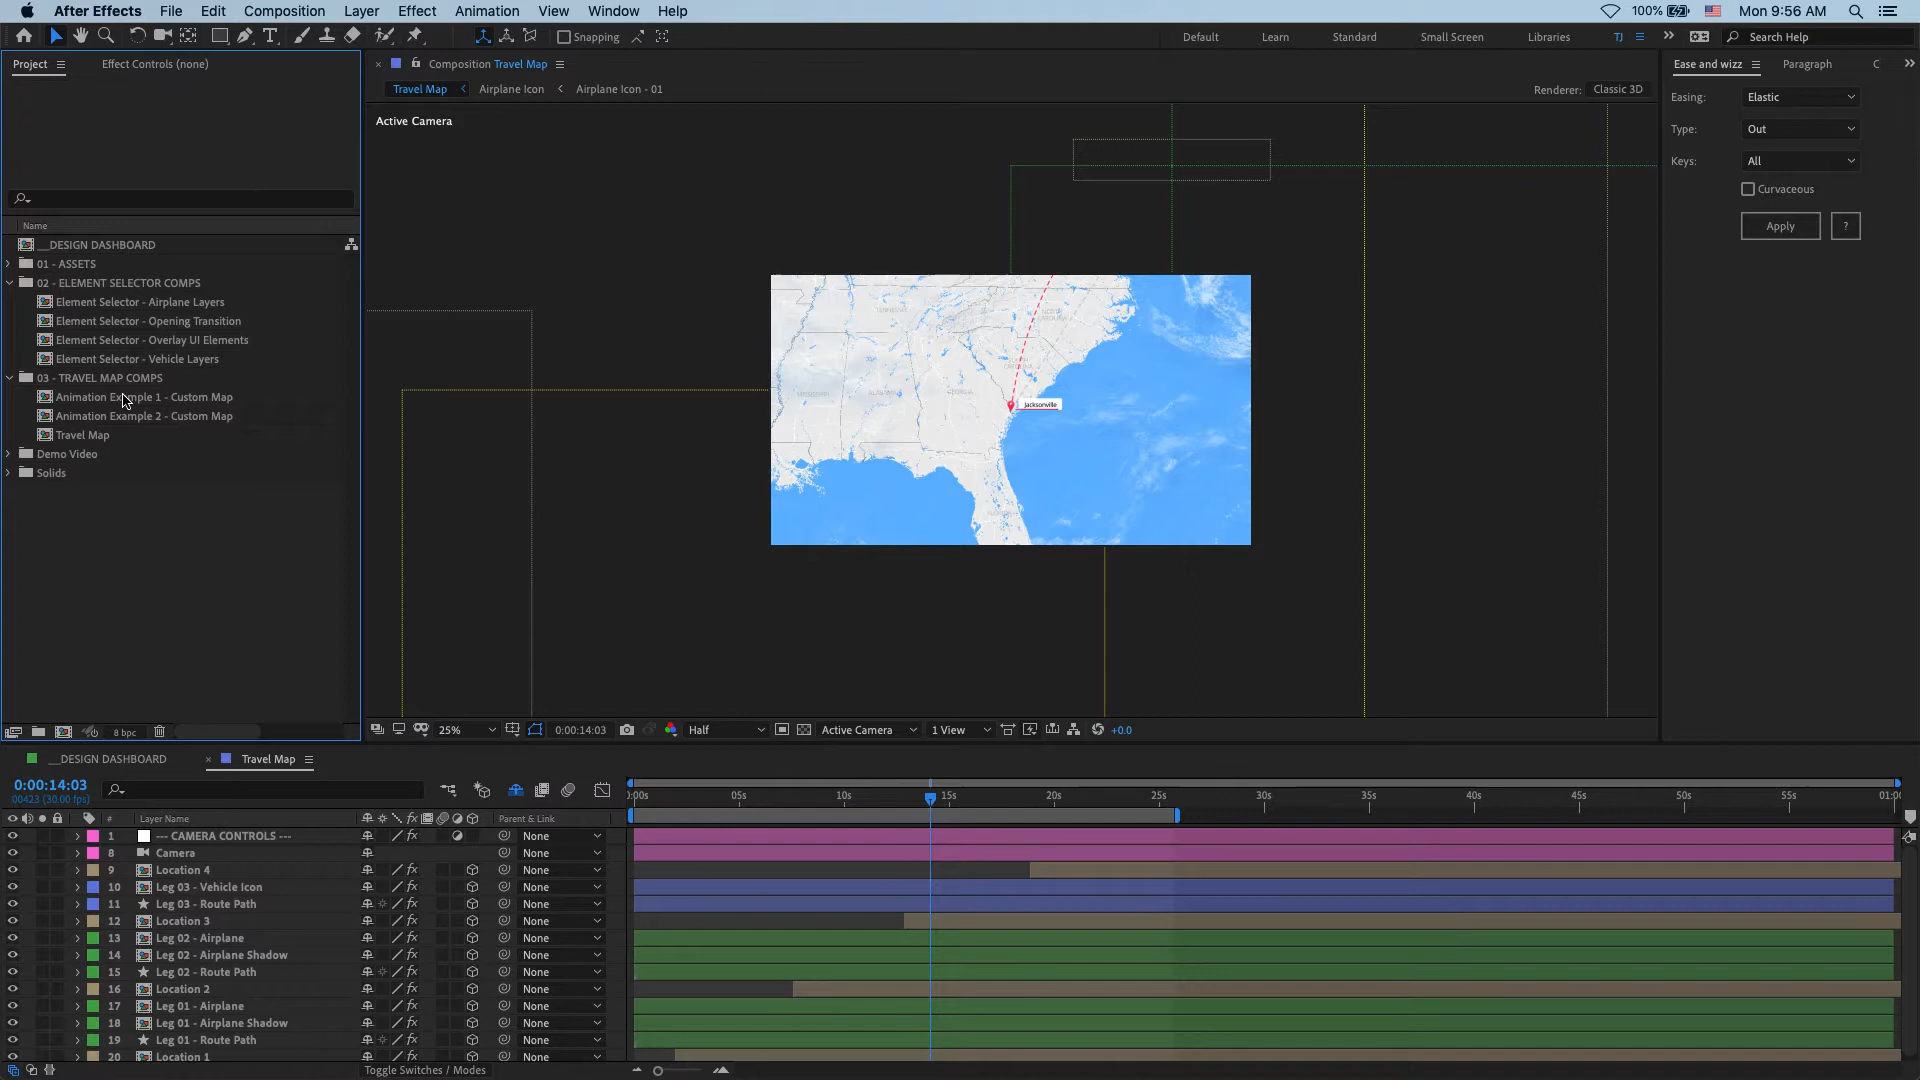 After Effects File Edit Composition Layer Effect Animation View Window Help 100% Mon 9:56 AM
Snapping Default Learn Standard Small Screen Libraries TJ Search Help
Project Effect Controls (none)
Composition Travel Map
Travel Map Airplane Icon Airplane Icon - 01 Renderer: Classic 3D
Active Camera
Ease and wizz Paragraph C
Easing: Elastic
Type: Out
Keys: All
Curvaceous
Apply ?
Name
__DESIGN DASHBOARD
01 - ASSETS
02 - ELEMENT SELECTOR COMPS
Element Selector - Airplane Layers
Element Selector - Opening Transition
Element Selector - Overlay UI Elements
Element Selector - Vehicle Layers
03 - TRAVEL MAP COMPS
Animation Example 1 - Custom Map
Animation Example 2 - Custom Map
Travel Map
Demo Video
Solids
NORTH
CAROLINA
GEORGIA
Jacksonville
8 bpc
25% 0:00:14:03 Half Active Camera 1 View +0.0
__DESIGN DASHBOARD Travel Map
0:00:14:03
00423 (30.00 fps)
:00s 05s 10s 15s 20s 25s 30s 35s 40s 45s 50s 55s 01:0
# Layer Name Parent & Link
1 --- CAMERA CONTROLS --- None
8 Camera None
9 Location 4 None
10 Leg 03 - Vehicle Icon None
11 Leg 03 - Route Path None
12 Location 3 None
13 Leg 02 - Airplane None
14 Leg 02 - Airplane Shadow None
15 Leg 02 - Route Path None
16 Location 2 None
17 Leg 01 - Airplane None
18 Leg 01 - Airplane Shadow None
19 Leg 01 - Route Path None
20 Location 1 None
Toggle Switches / Modes